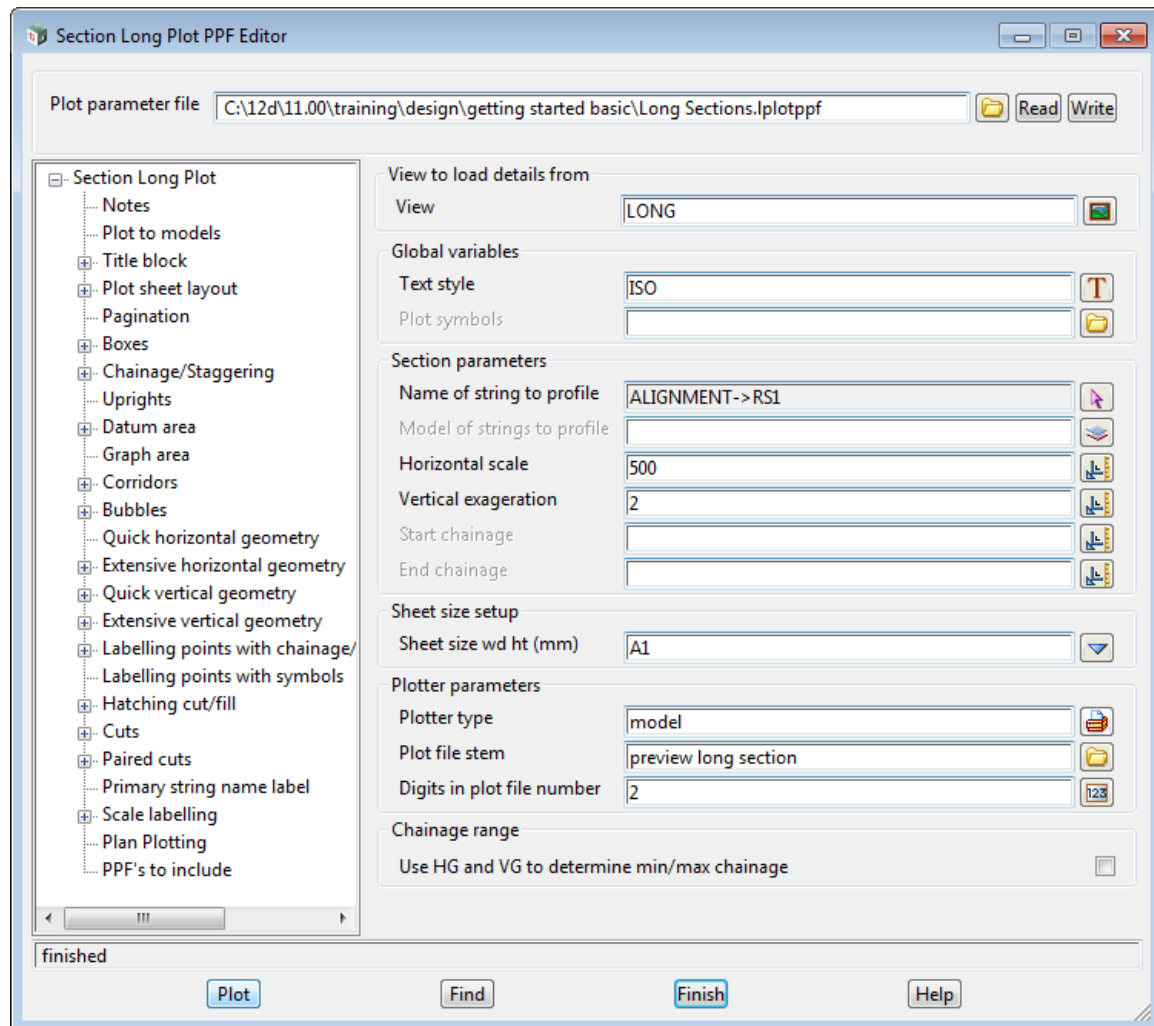 Section Long Plot PPF Editor
Plot parameter file C:\12d\11.00\training\design\getting started basic\Long Sections.lplotppf Read Write
Section Long Plot
Notes
Plot to models
Title block
Plot sheet layout
Pagination
Boxes
Chainage/Staggering
Uprights
Datum area
Graph area
Corridors
Bubbles
Quick horizontal geometry
Extensive horizontal geometry
Quick vertical geometry
Extensive vertical geometry
Labelling points with chainage/
Labelling points with symbols
Hatching cut/fill
Cuts
Paired cuts
Primary string name label
Scale labelling
Plan Plotting
PPF's to include
View to load details from
View LONG
Global variables
Text style ISO T
Plot symbols
Section parameters
Name of string to profile ALIGNMENT->RS1
Model of strings to profile
Horizontal scale 500
Vertical exageration 2
Start chainage
End chainage
Sheet size setup
Sheet size wd ht (mm) A1
Plotter parameters
Plotter type model
Plot file stem preview long section
Digits in plot file number 2 123
Chainage range
Use HG and VG to determine min/max chainage
finished
Plot Find Finish Help